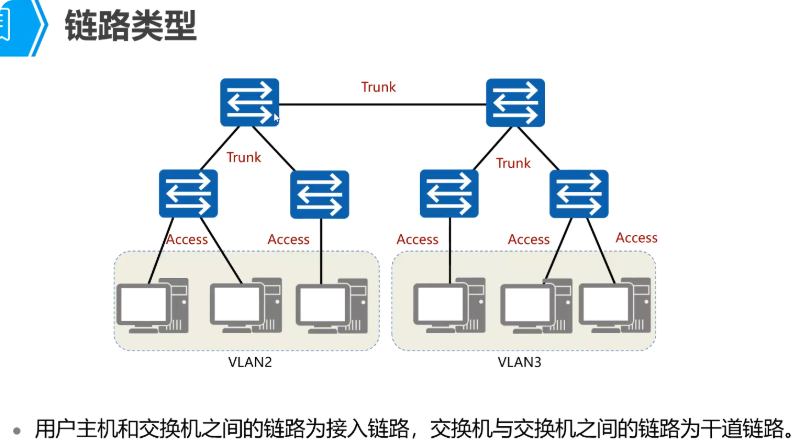 链路类型
Trunk
Trunk
Trunk
Access
Access
Access
Access
Access
VLAN2
VLAN3
用户主机和交换机之间的链路为接入链路，交换机与交换机之间的链路为干道链路。